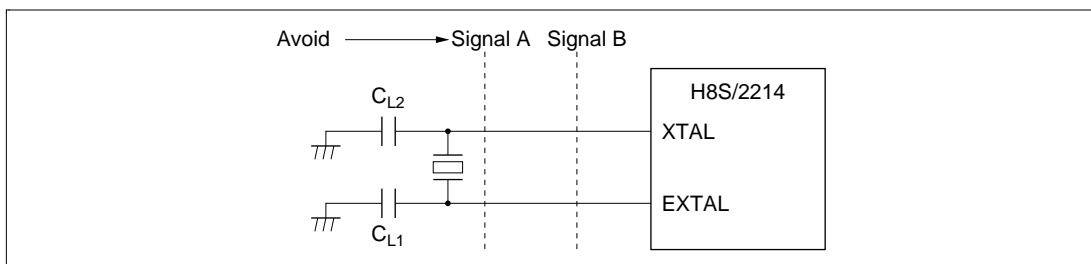 Avoid Signal A Signal B
H8S/2214
CL2
XTAL
EXTAL
CL1